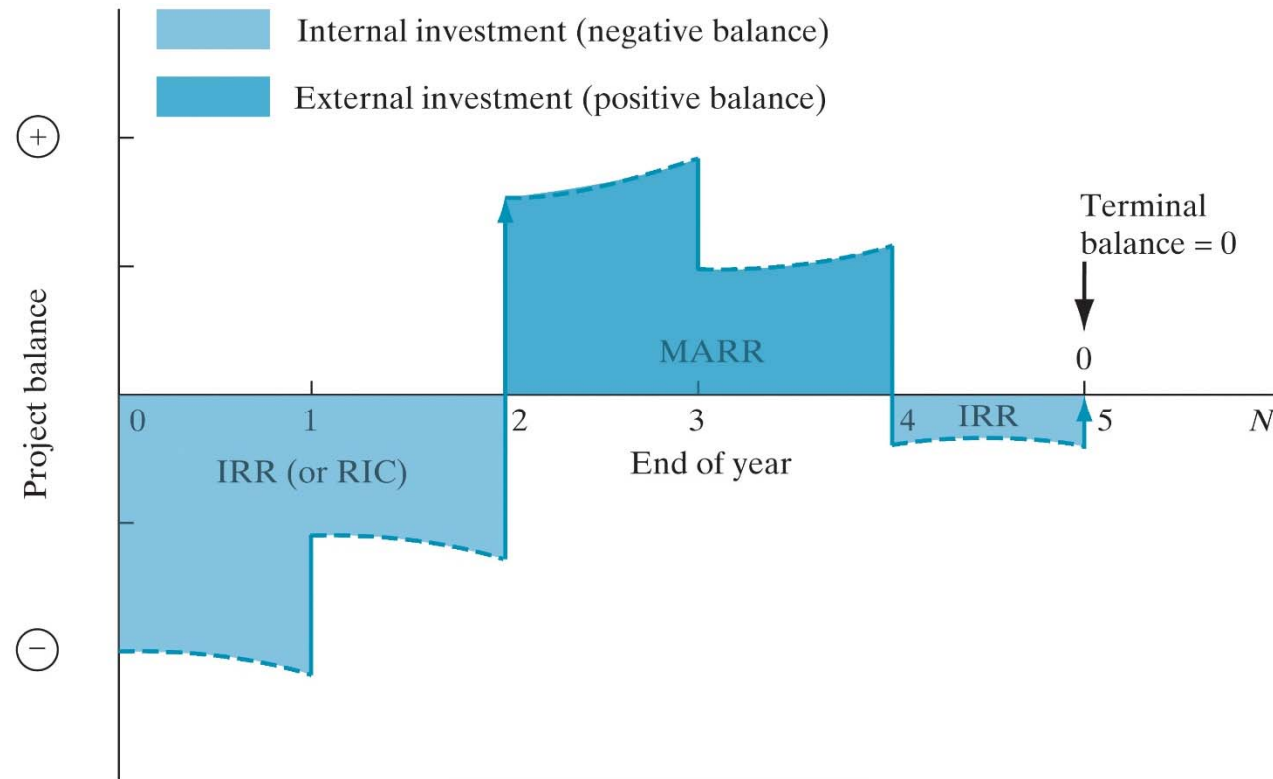 Internal investment (negative balance)
External investment (positive balance)
+
Terminal
balance = 0
MARR
0
Project balance
0
1
2
3
4
IRR
5
N
IRR (or RIC)
End of year
−